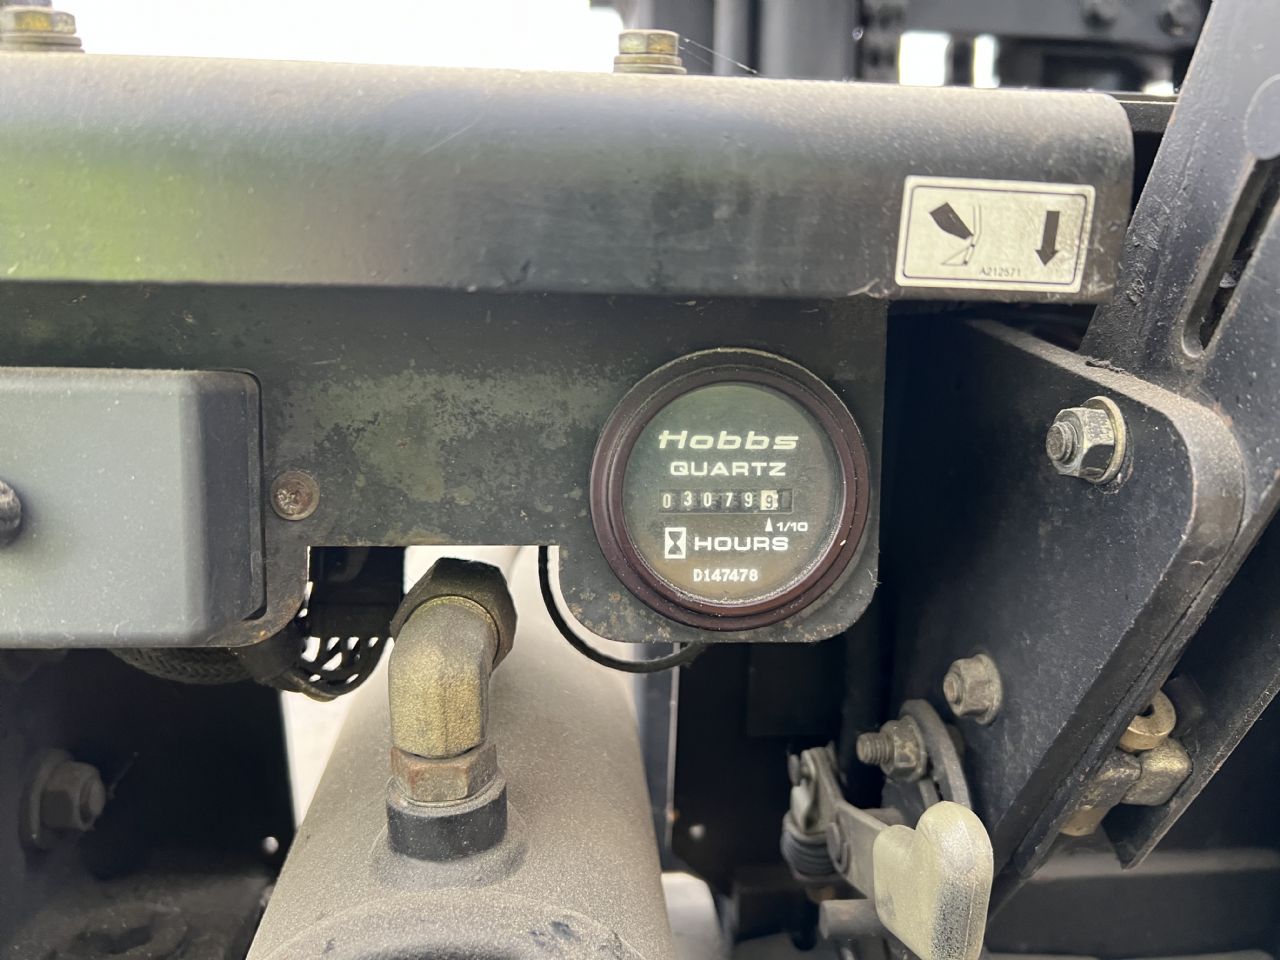 A212571
Hobbs
QUARTZ
030799
1/10
HOURS
D147478